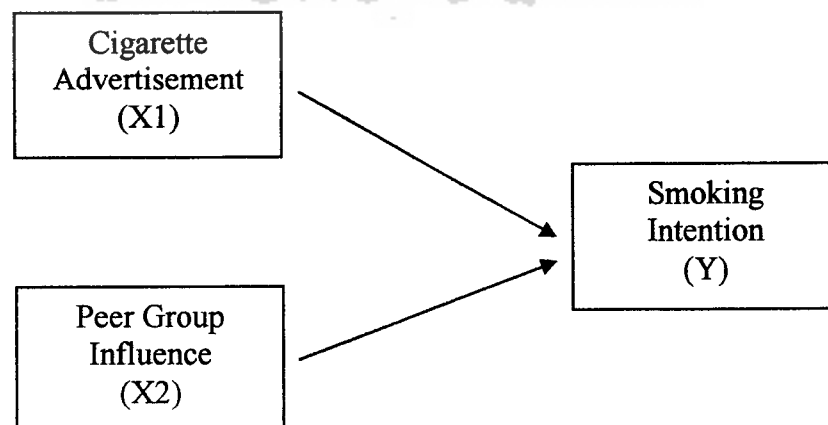 Cigarette
Advertisement
(X1)
Smoking
Intention
(Y)
Peer Group
Influence
(X2)